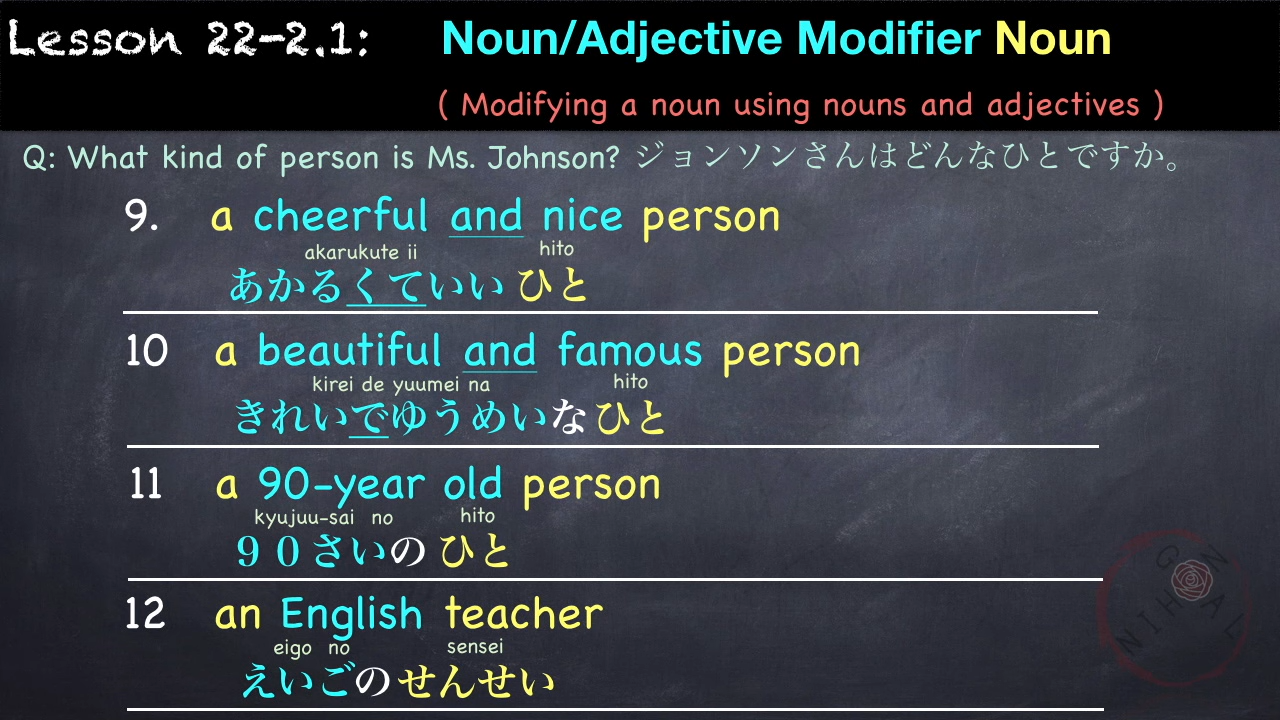 Lesson 22-2.1: Noun/Adjective Modifier Noun
( Modifying a noun using nouns and adjectives )
Q: What kind of person is Ms. Johnson? ジョンソンさんはどんなひとですか。
9. a cheerful and nice person
akarukute ii hito
あかるくていい ひと
10 a beautiful and famous person
kirei de yuumei na hito
きれいでゆうめいな ひと
11 a 90-year old person
kyujuu-sai no hito
９０さいの ひと
12 an English teacher
eigo no sensei
えいごの せんせい
NIHONGOAL